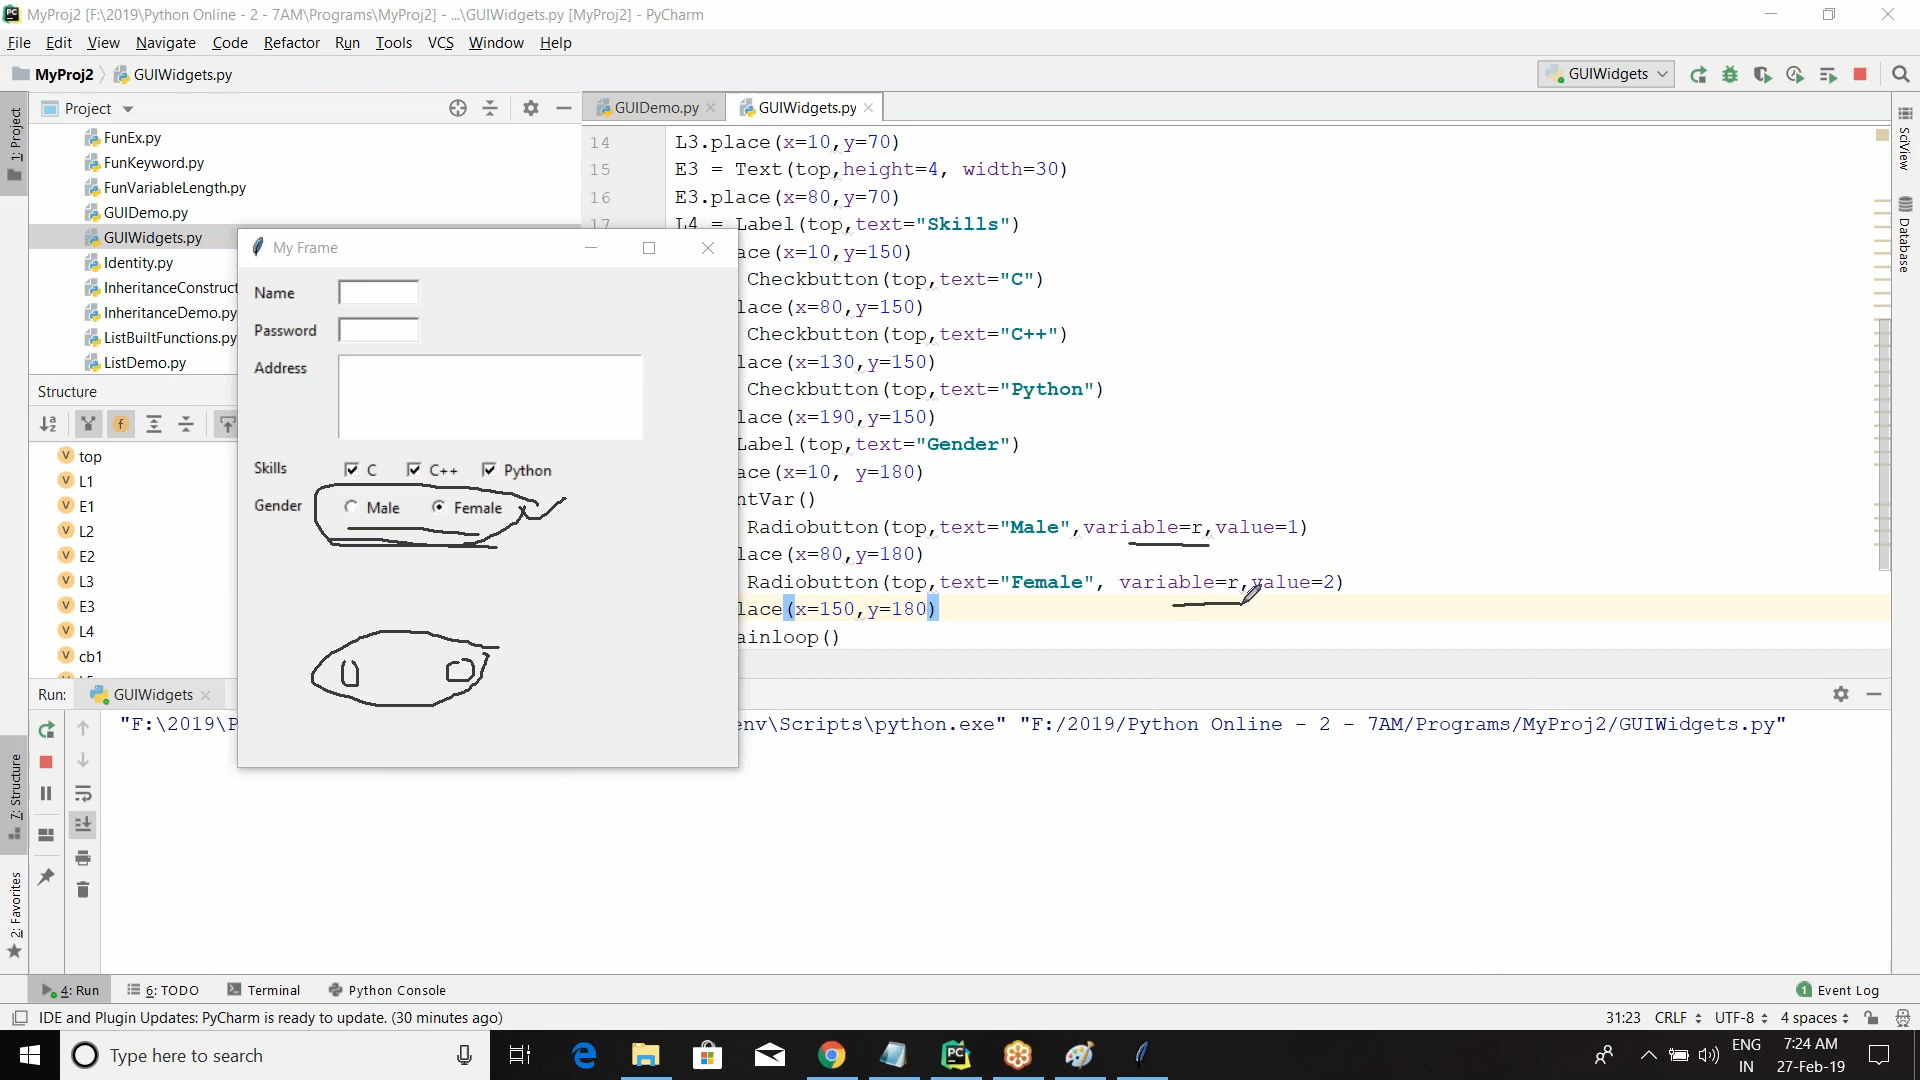 MyProj2 [F:\2019\Python Online - 2 - 7AM\Programs\MyProj2] - ...\GUIWidgets.py [MyProj2] - PyCharm
File Edit View Navigate Code Refactor Run Tools VCS Window Help
MyProj2 GUIWidgets.py GUIWidgets
1: Project
Project
FunEx.py
FunKeyword.py
FunVariableLength.py
GUIDemo.py
GUIWidgets.py
Identity.py
InheritanceConstruct
InheritanceDemo.py
ListBuiltFunctions.py
ListDemo.py
Structure
top
L1
E1
L2
E2
L3
E3
L4
cb1
GUIDemo.py GUIWidgets.py
14 L3.place(x=10,y=70)
15 E3 = Text(top,height=4, width=30)
16 E3.place(x=80,y=70)
17 L4 = Label(top,text="Skills")
ace(x=10,y=150)
Checkbutton(top,text="C")
lace(x=80,y=150)
Checkbutton(top,text="C++")
lace(x=130,y=150)
Checkbutton(top,text="Python")
lace(x=190,y=150)
Label(top,text="Gender")
ace(x=10, y=180)
ntVar()
Radiobutton(top,text="Male",variable=r,value=1)
lace(x=80,y=180)
Radiobutton(top,text="Female", variable=r,value=2)
lace(x=150,y=180)
ainloop()
SciView
Database
My Frame
Name
Password
Address
Skills C C++ Python
Gender Male Female
Run: GUIWidgets
"F:\2019\P env\Scripts\python.exe" "F:/2019/Python Online - 2 - 7AM/Programs/MyProj2/GUIWidgets.py"
7: Structure
2: Favorites
4: Run 6: TODO Terminal Python Console 1 Event Log
IDE and Plugin Updates: PyCharm is ready to update. (30 minutes ago) 31:23 CRLF UTF-8 4 spaces
Type here to search
ENG
IN
7:24 AM
27-Feb-19